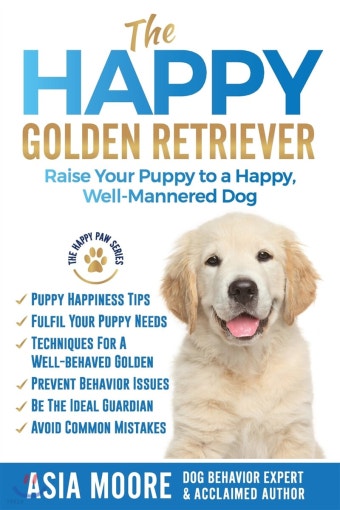 The
HAPPY
GOLDEN RETRIEVER
Raise Your Puppy to a Happy,
Well-Mannered Dog
THE HAPPY PAW SERIES
PUPPY HAPPINESS TIPS
FULFIL YOUR PUPPY NEEDS
TECHNIQUES FOR A
WELL-BEHAVED GOLDEN
PREVENT BEHAVIOR ISSUES
BE THE IDEAL GUARDIAN
AVOID COMMON MISTAKES
ASIA MOORE
DOG BEHAVIOR EXPERT
& ACCLAIMED AUTHOR